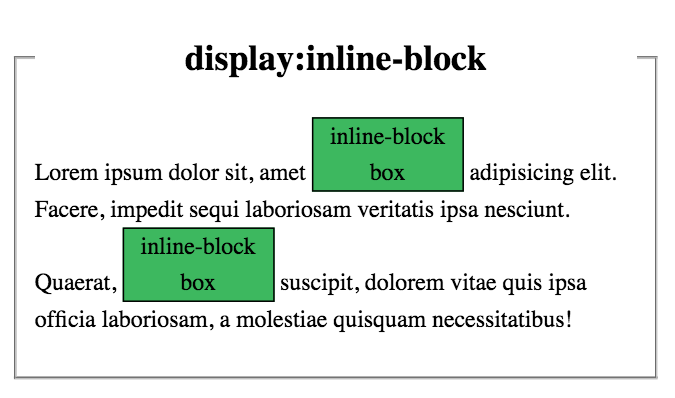 display:inline-block
inline-block
Lorem ipsum dolor sit, amet box adipisicing elit.
Facere, impedit sequi laboriosam veritatis ipsa nesciunt.
inline-block
Quaerat, box suscipit, dolorem vitae quis ipsa
officia laboriosam, a molestiae quisquam necessitatibus!